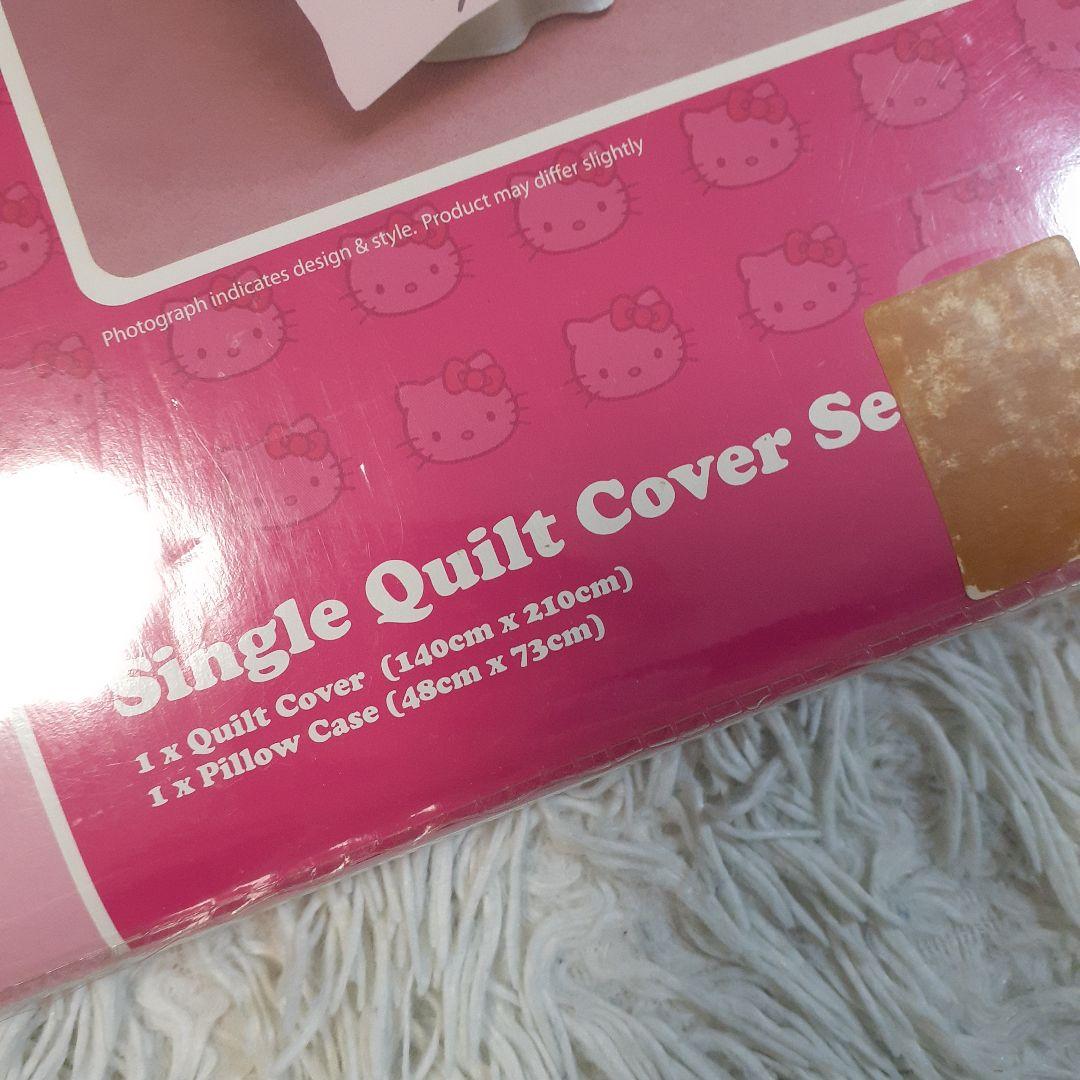 Photograph indicates design & style. Product may differ slightly
Single Quilt Cover Se
1 x Quilt Cover (140cm x 210cm)
1 x Pillow Case (48cm x 73cm)